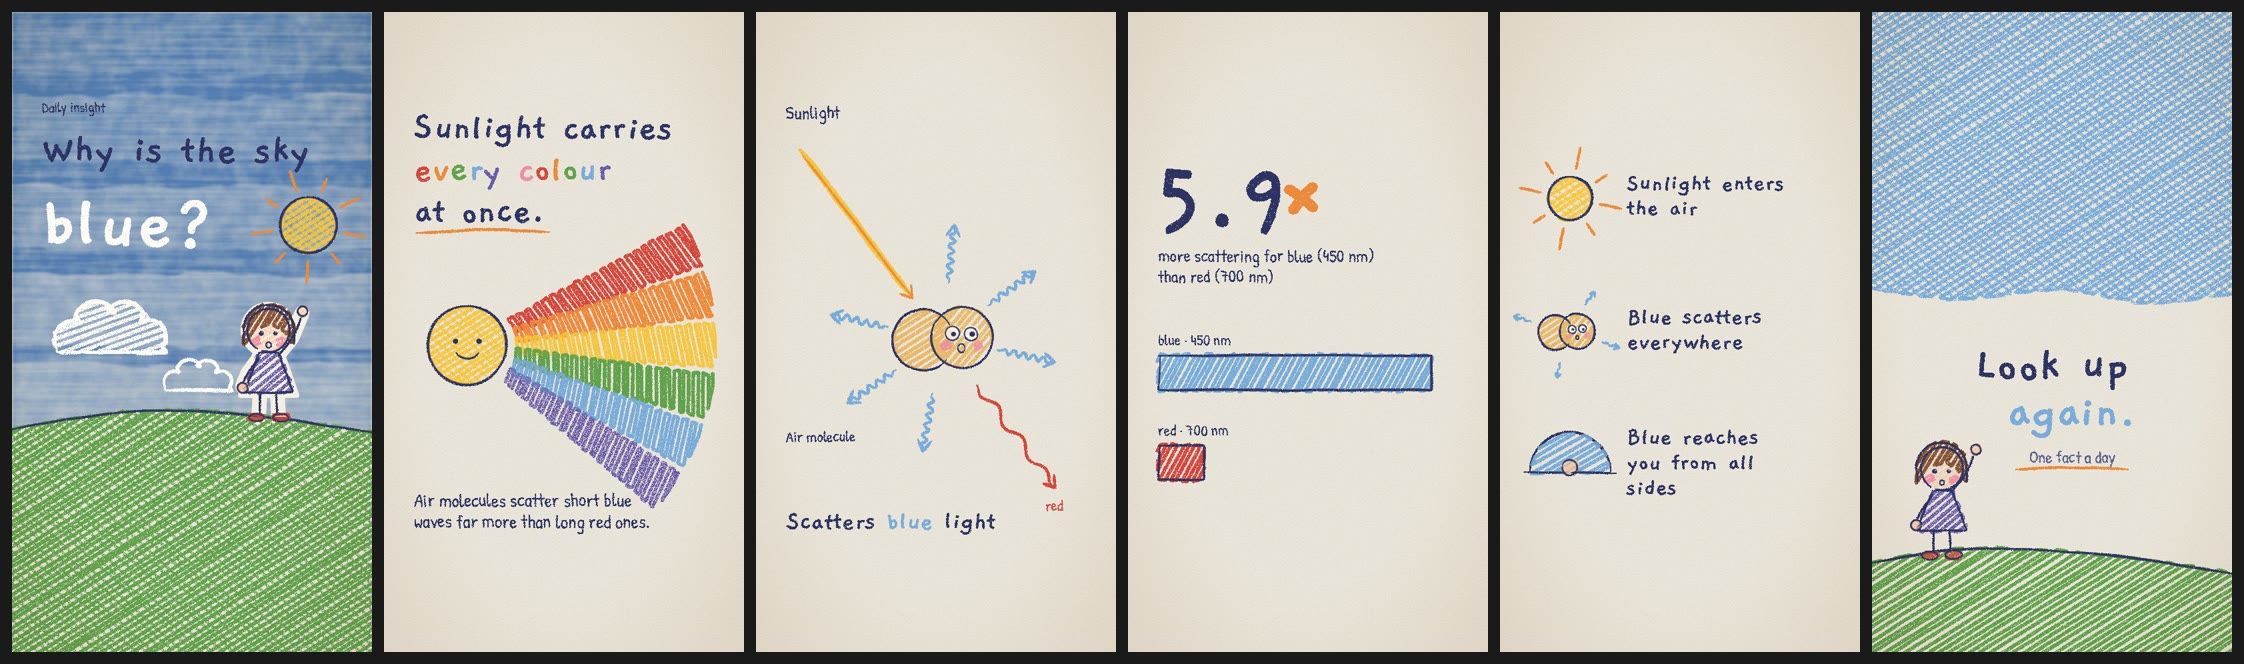 Daily insight
Why is the sky
blue?
Sunlight carries
every colour
at once.
Air molecules scatter short blue
waves far more than long red ones.
Sunlight
Air molecule
red
Scatters blue light
5.9×
more scattering for blue (450 nm)
than red (700 nm)
blue · 450 nm
red · 700 nm
Sunlight enters
the air
Blue scatters
everywhere
Blue reaches
you from all
sides
Look up
again.
One fact a day